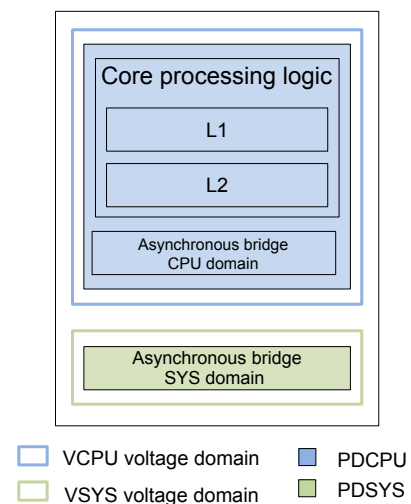 Core processing logic
L1
L2
Asynchronous bridge
CPU domain
Asynchronous bridge
SYS domain
VCPU voltage domain
PDCPU
VSYS voltage domain
PDSYS